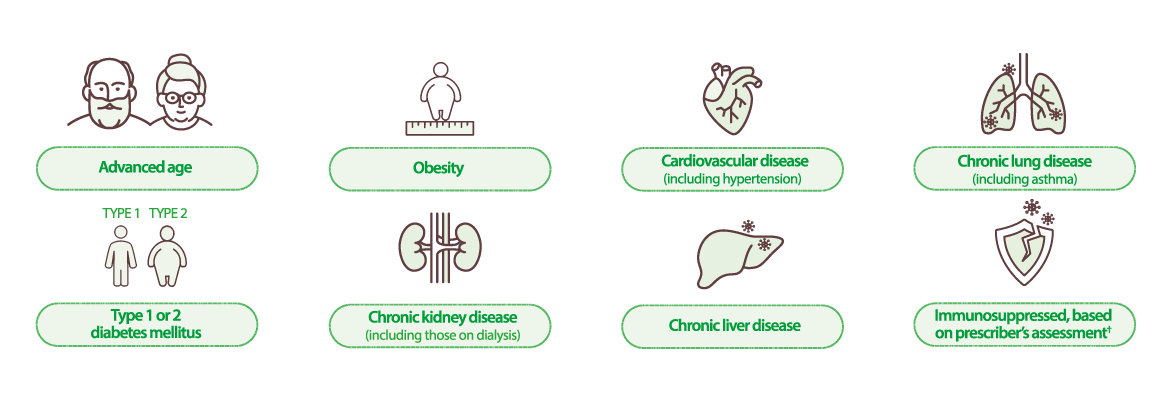 Advanced age
Obesity
Cardiovascular disease
(including hypertension)
Chronic lung disease
(including asthma)
TYPE 1 TYPE 2
Type 1 or 2
diabetes mellitus
Chronic kidney disease
(including those on dialysis)
Chronic liver disease
Immunosuppressed, based
on prescriber's assessment†